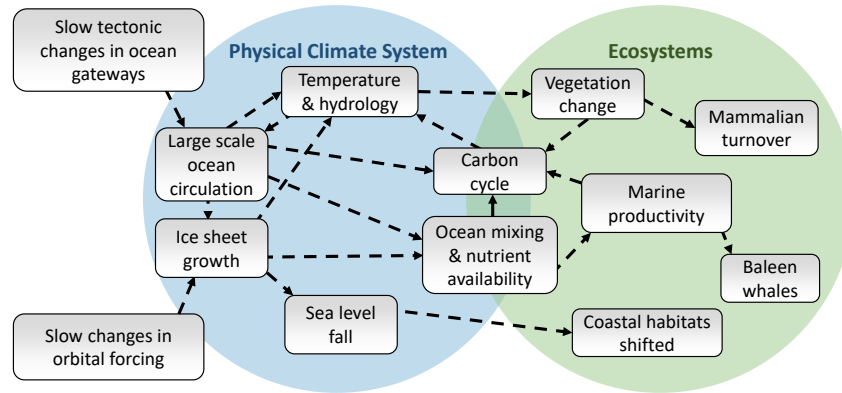 Slow tectonic
changes in ocean
gateways
Physical Climate System
Ecosystems
Temperature
& hydrology
Vegetation
change
Mammalian
turnover
Large scale
ocean
circulation
Carbon
cycle
Marine
productivity
Ice sheet
growth
Ocean mixing
& nutrient
availability
Baleen
whales
Sea level
fall
Coastal habitats
shifted
Slow changes in
orbital forcing